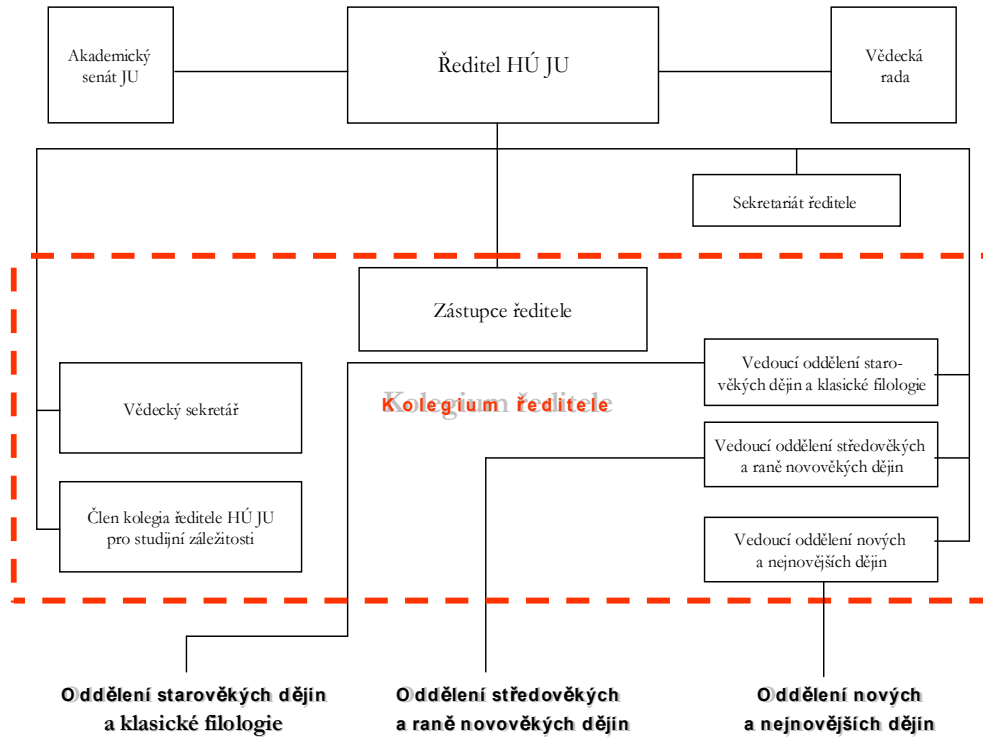 Akademický
senát JU
Ředitel HÚ JU
Vědecká
rada
Sekretariát ředitele
Zástupce ředitele
Vedoucí oddělení staro-
věkých dějin a klasické filologie
Vědecký sekretář
Kolegium ředitele
Vedoucí oddělení středověkých
a raně novověkých dějin
Člen kolegia ředitele HÚ JU
pro studijní záležitosti
Vedoucí oddělení nových
a nejnovějších dějin
Oddělení starověkých dějin
a klasické filologie
Oddělení středověkých
a raně novověkých dějin
Oddělení nových
a nejnovějších dějin